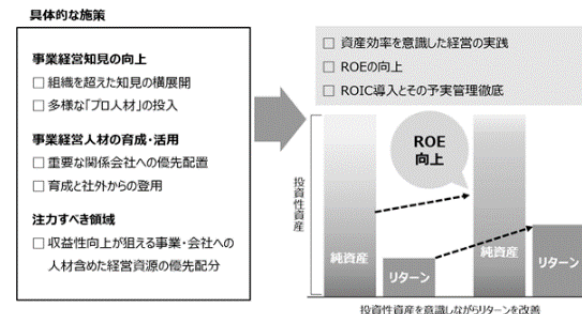 具体的な施策
事業経営知見の向上
□ 組織を超えた知見の横展開
□ 多様な「プロ人材」の投入
事業経営人材の育成・活用
□ 重要な関係会社への優先配置
□ 育成と社外からの登用
注力すべき領域
□ 収益性向上が狙える事業・会社への
人材含めた経営資源の優先配分
□ 資産効率を意識した経営の実践
□ ROEの向上
□ ROIC導入とその予実管理徹底
ROE
向上
投資性資産
純資産
リターン
純資産
リターン
投資性資産を意識しながらリターンを改善